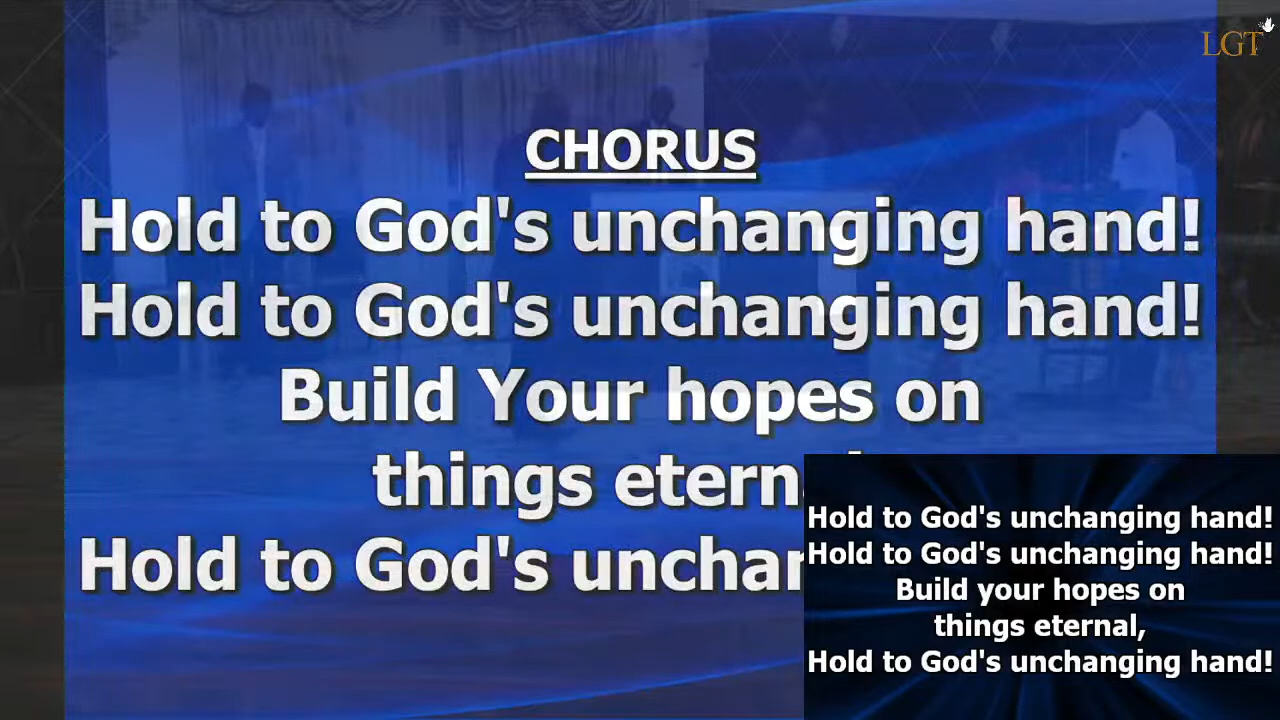 LGT
CHORUS
Hold to God's unchanging hand!
Hold to God's unchanging hand!
Build Your hopes on
things etern
Hold to God's unchan
Hold to God's unchanging hand!
Hold to God's unchanging hand!
Build your hopes on
things eternal,
Hold to God's unchanging hand!